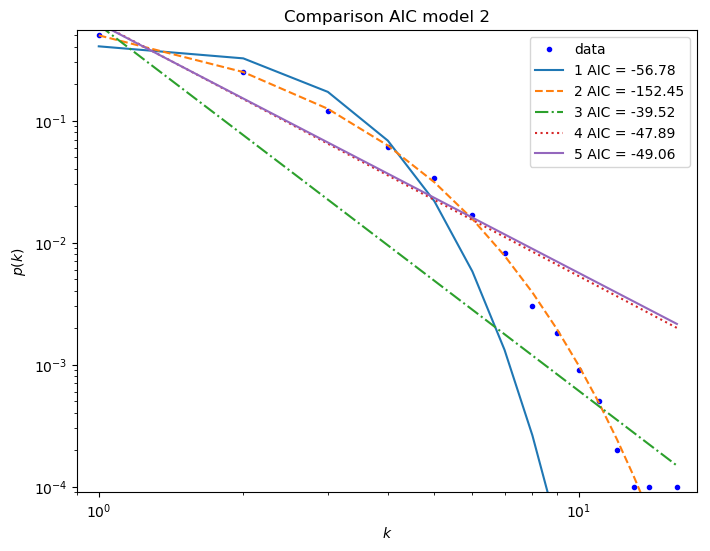 Comparison AIC model 2
data
1 AIC = -56.78
2 AIC = -152.45
3 AIC = -39.52
4 AIC = -47.89
5 AIC = -49.06
p(k)
10⁻¹
10⁻²
10⁻³
10⁻⁴
10⁰
10¹
k